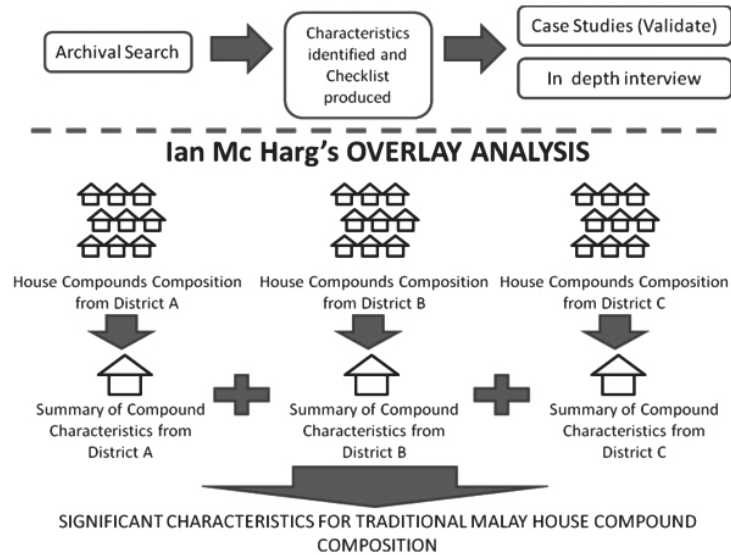 Archival Search
Characteristics
identified and
Checklist
produced
Case Studies (Validate)
In depth interview
Ian Mc Harg's OVERLAY ANALYSIS
House Compounds Composition
from District A
House Compounds Composition
from District B
House Compounds Composition
from District C
Summary of Compound
Characteristics from
District A
Summary of Compound
Characteristics from
District B
Summary of Compound
Characteristics from
District C
SIGNIFICANT CHARACTERISTICS FOR TRADITIONAL MALAY HOUSE COMPOUND
COMPOSITION